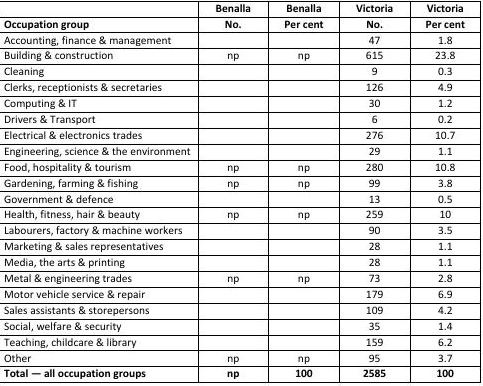 Benalla Benalla Victoria Victoria
Occupation group No. Per cent No. Per cent
Accounting, finance & management 47 1.8
Building & construction np np 615 23.8
Cleaning 9 0.3
Clerks, receptionists & secretaries 126 4.9
Computing & IT 30 1.2
Drivers & Transport 6 0.2
Electrical & electronics trades 276 10.7
Engineering, science & the environment 29 1.1
Food, hospitality & tourism np np 280 10.8
Gardening, farming & fishing np np 99 3.8
Government & defence 13 0.5
Health, fitness, hair & beauty np np 259 10
Labourers, factory & machine workers 90 3.5
Marketing & sales representatives 28 1.1
Media, the arts & printing 28 1.1
Metal & engineering trades np np 73 2.8
Motor vehicle service & repair 179 6.9
Sales assistants & storepersons 109 4.2
Social, welfare & security 35 1.4
Teaching, childcare & library 159 6.2
Other np np 95 3.7
Total — all occupation groups np 100 2585 100